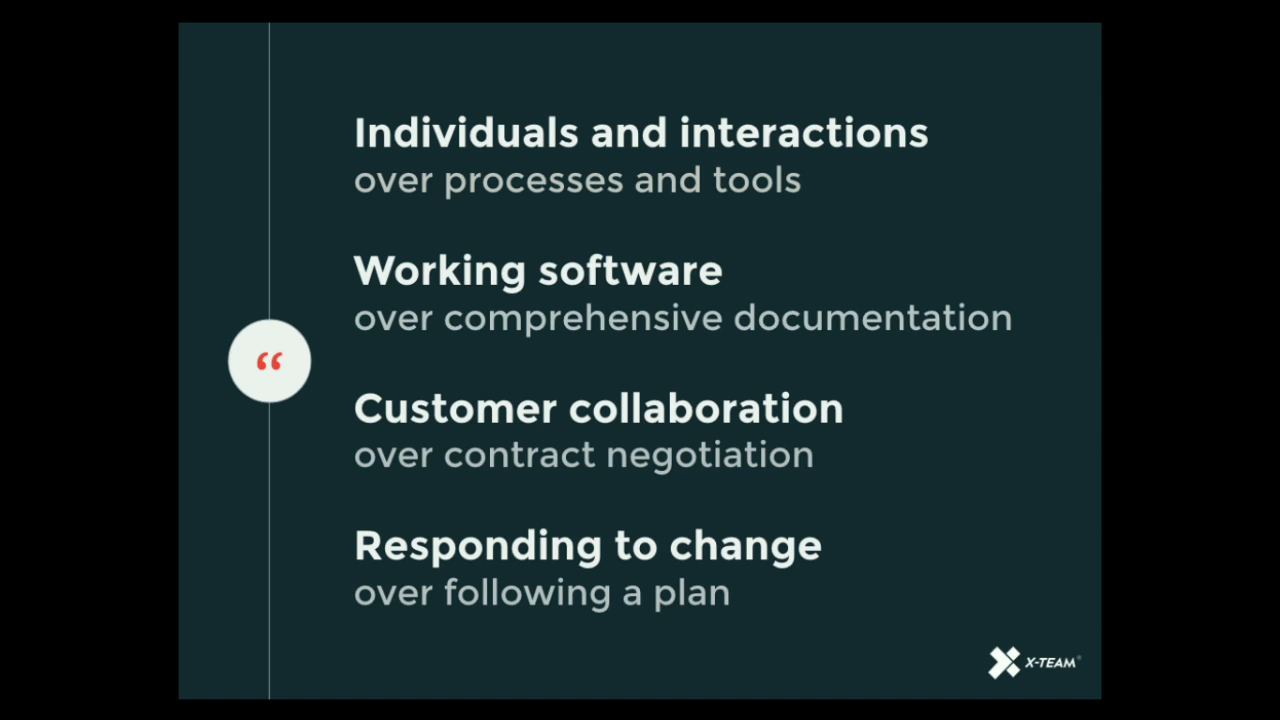 Individuals and interactions
over processes and tools
Working software
over comprehensive documentation
“
Customer collaboration
over contract negotiation
Responding to change
over following a plan
X-TEAM®